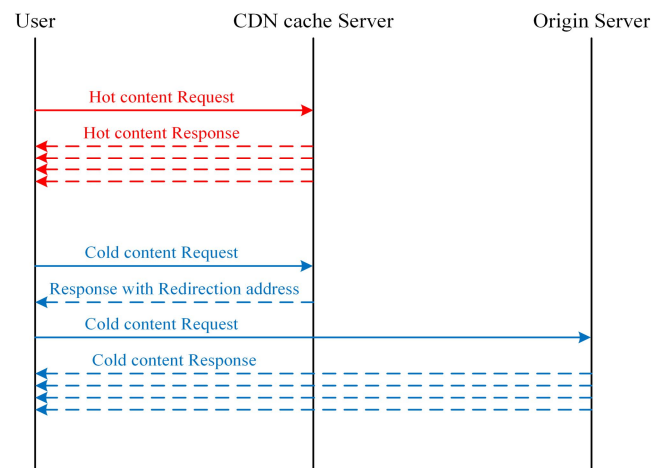 User CDN cache Server Origin Server
Hot content Request
Hot content Response
Cold content Request
Response with Redirection address
Cold content Request
Cold content Response